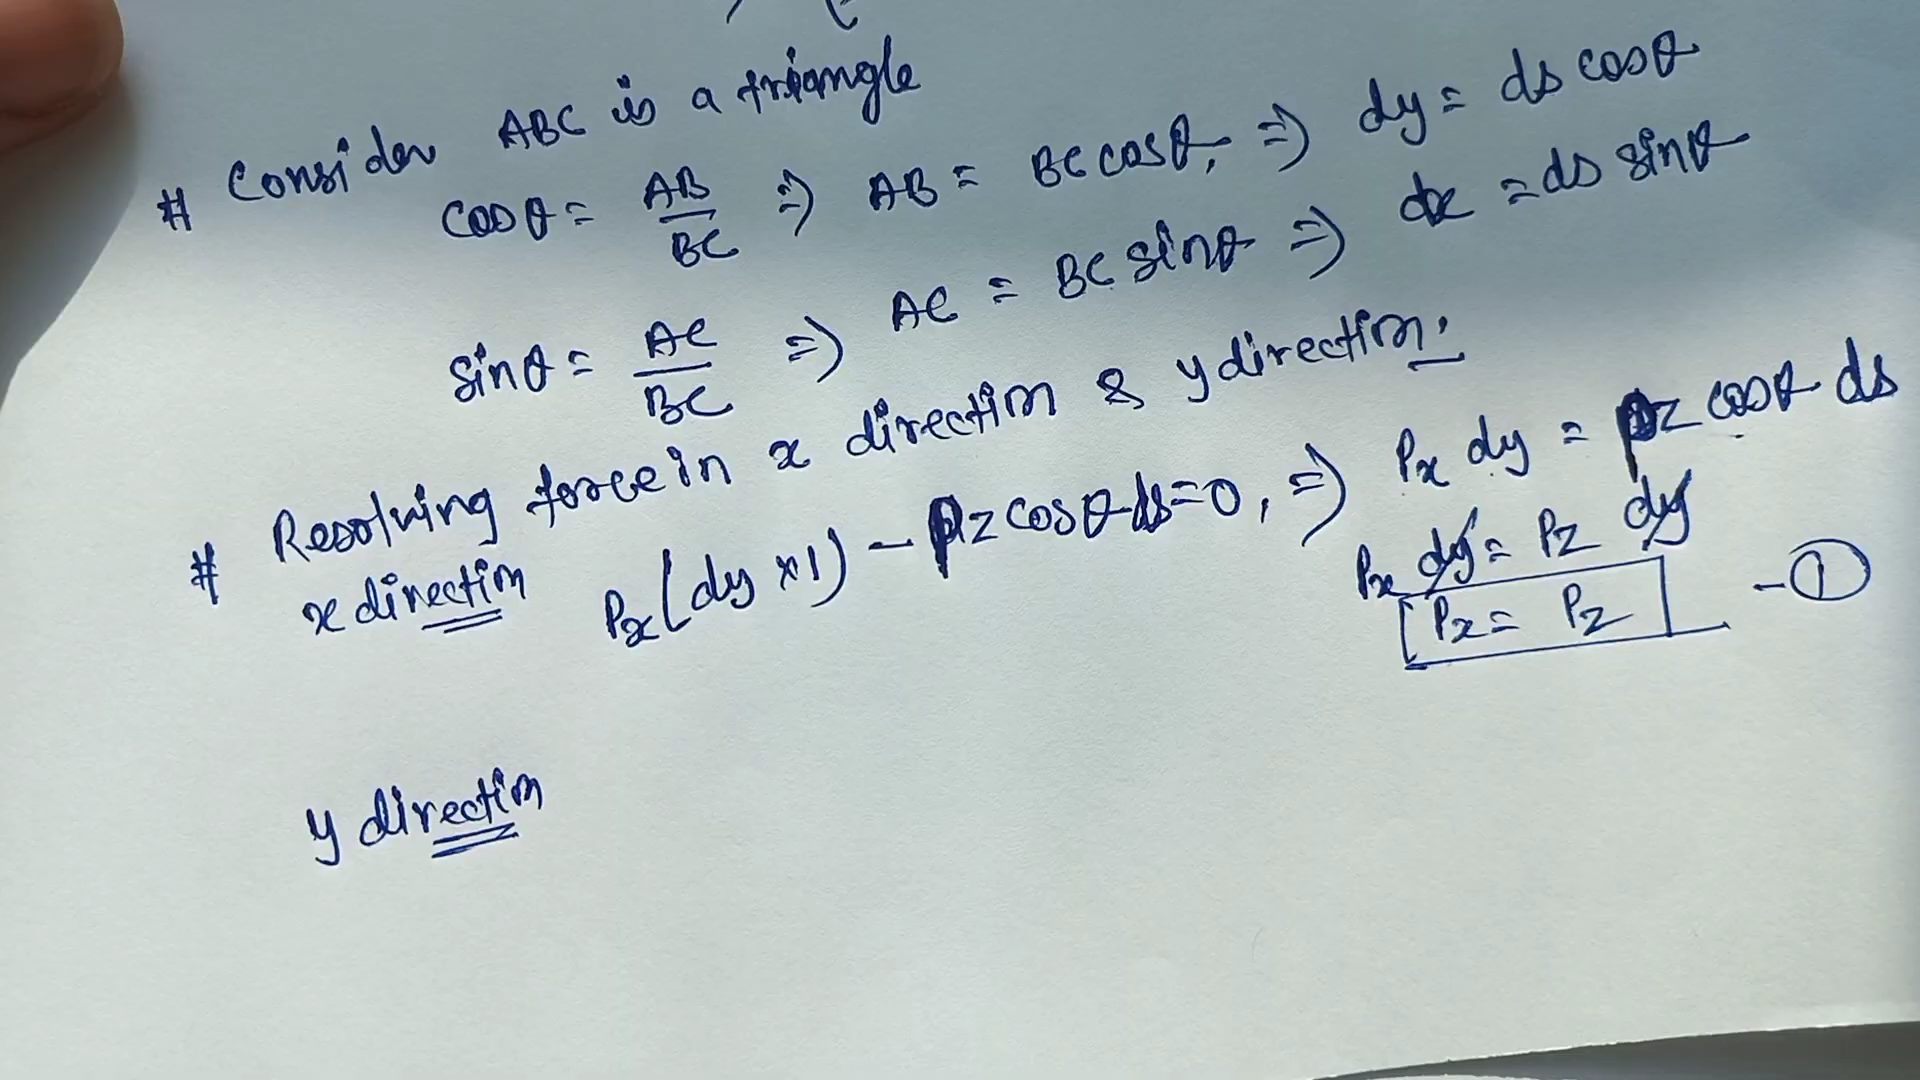 # Consider ABC is a triangle
cosθ = AB/BC => AB = BC cosθ, => dy = ds cosθ
sinθ = AC/BC => AC = BC sinθ => dx = ds sinθ
# Resolving force in x direction & y direction.
x direction Px(dy×1) - Pz cosθ ds = 0, => Px dy = Pz cosθ ds
Px dy = Pz dy
Px = Pz - ①
y direction